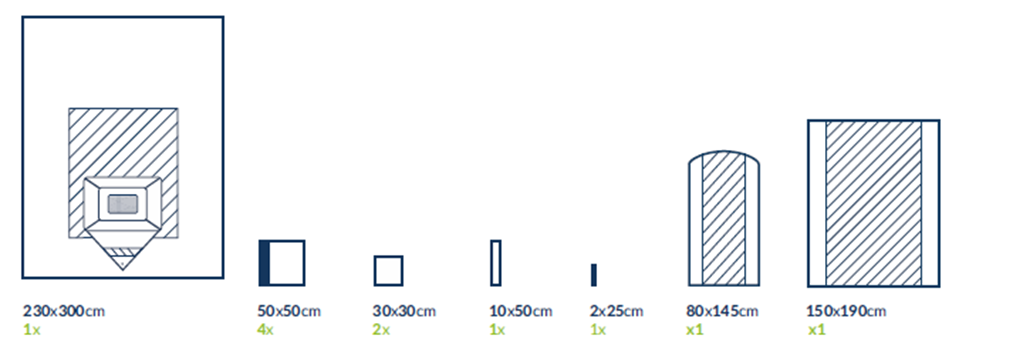 230x300cm
1x
50x50cm
4x
30x30cm
2x
10x50cm
1x
2x25cm
1x
80x145cm
x1
150x190cm
x1